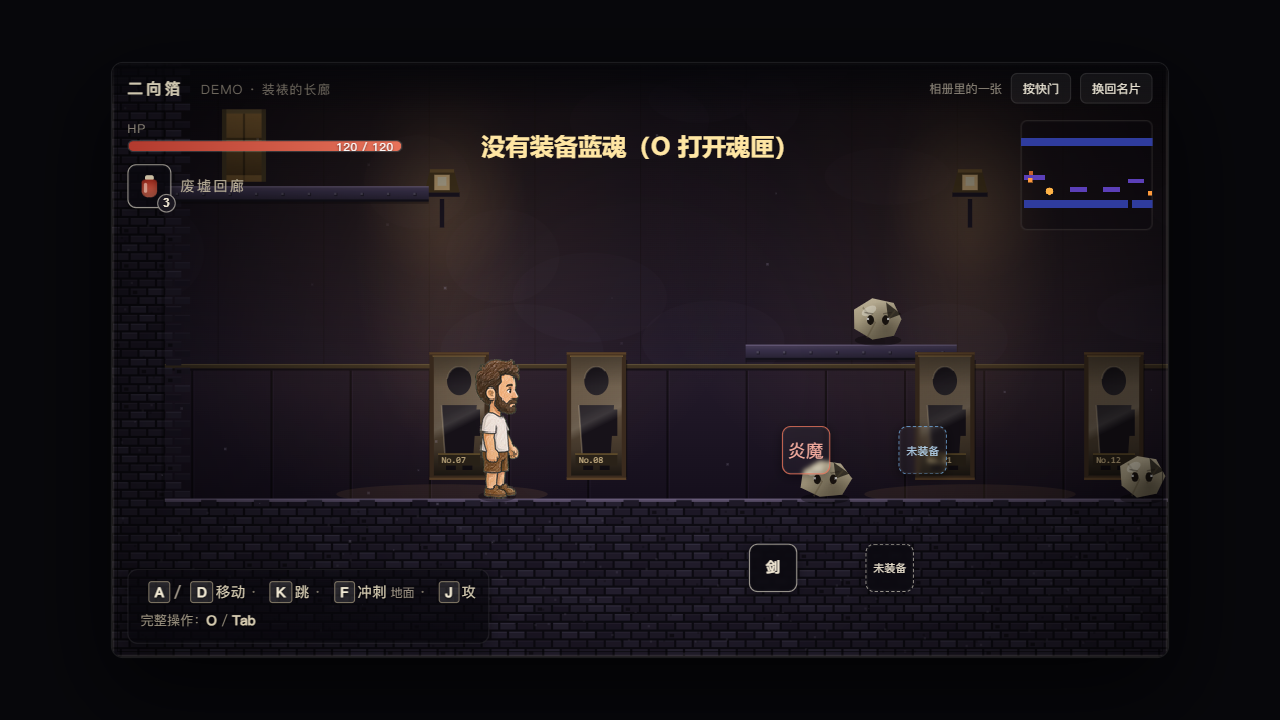 二向箔 DEMO · 装裱的长廊
相册里的一张 按快门 换回名片
HP
120 / 120
没有装备蓝魂（O 打开魂匣）
3
废墟回廊
No.07
No.08
No.12
炎魔
未装备
剑
未装备
A / D 移动 · K 跳 · F 冲刺 地面 · J 攻
完整操作: O / Tab